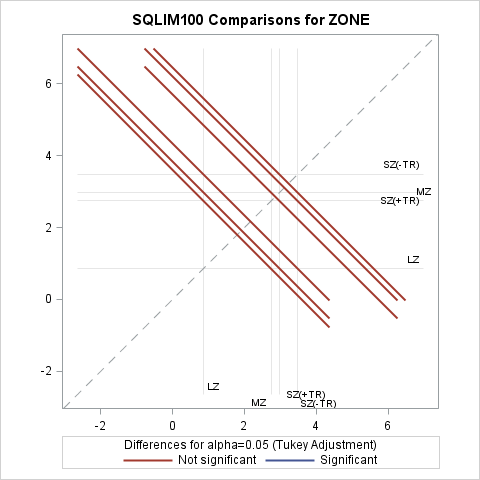 SQLIM100 Comparisons for ZONE
6
4
2
0
-2
SZ(-TR)
MZ
SZ(+TR)
LZ
LZ
SZ(+TR)
MZ
SZ(-TR)
-2 0 2 4 6
Differences for alpha=0.05 (Tukey Adjustment)
Not significant Significant